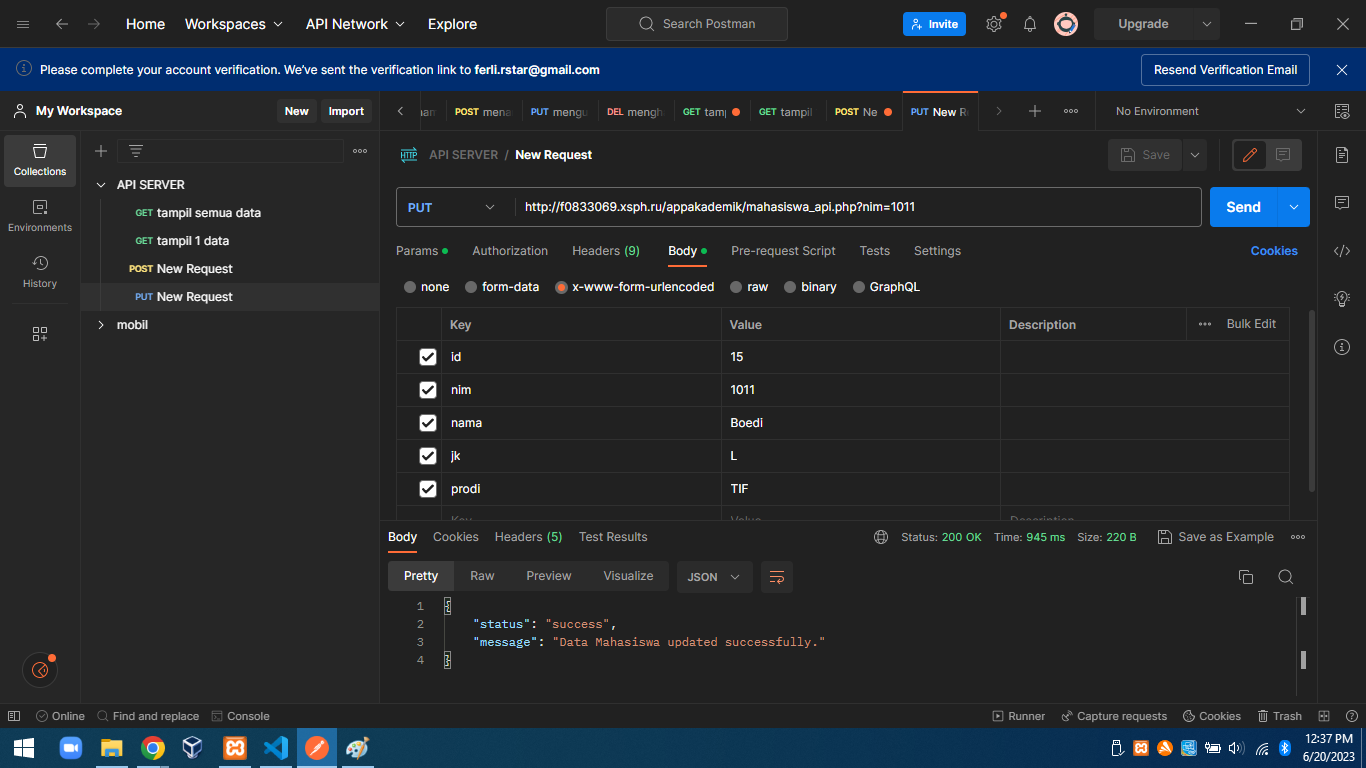 Home Workspaces API Network Explore Search Postman Invite Upgrade
Please complete your account verification. We've sent the verification link to ferli.rstar@gmail.com Resend Verification Email
My Workspace New Import
POST mena PUT mengu DEL mengh GET tamp GET tampil POST Ne PUT New R No Environment
Collections
Environments
History
API SERVER
GET tampil semua data
GET tampil 1 data
POST New Request
PUT New Request
mobil
HTTP API SERVER / New Request Save
PUT http://f0833069.xsph.ru/appakademik/mahasiswa_api.php?nim=1011 Send
Params Authorization Headers (9) Body Pre-request Script Tests Settings Cookies
none form-data x-www-form-urlencoded raw binary GraphQL
Key Value Description Bulk Edit
id 15
nim 1011
nama Boedi
jk L
prodi TIF
Key Value Description
Body Cookies Headers (5) Test Results Status: 200 OK Time: 945 ms Size: 220 B Save as Example
Pretty Raw Preview Visualize JSON
1 {
2 "status": "success",
3 "message": "Data Mahasiswa updated successfully."
4 }
Online Find and replace Console Runner Capture requests Cookies Trash
12:37 PM
6/20/2023